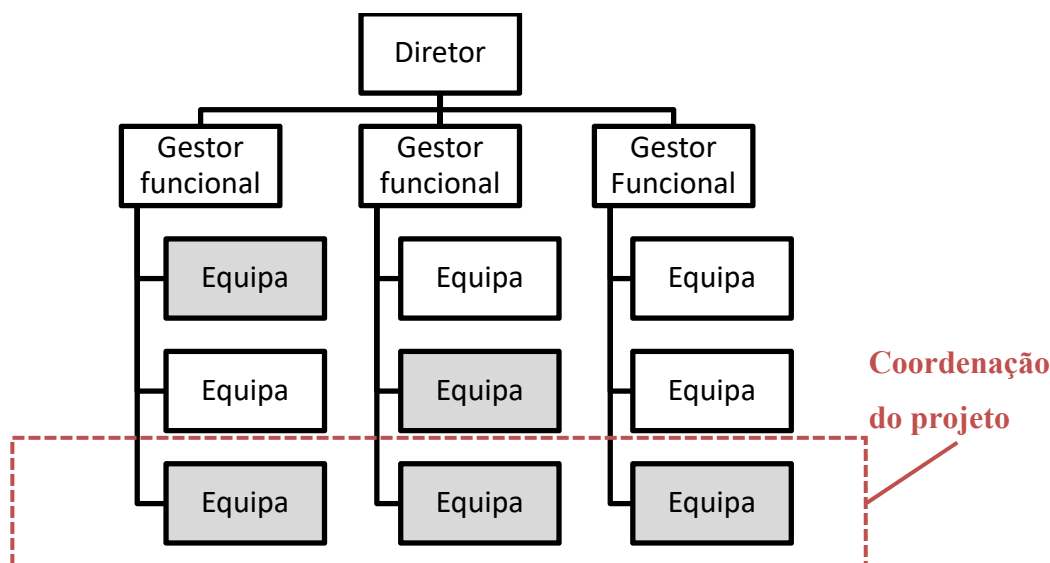 Diretor
Gestor
funcional
Gestor
funcional
Gestor
Funcional
Equipa
Equipa
Equipa
Equipa
Equipa
Equipa
Coordenação
do projeto
Equipa
Equipa
Equipa